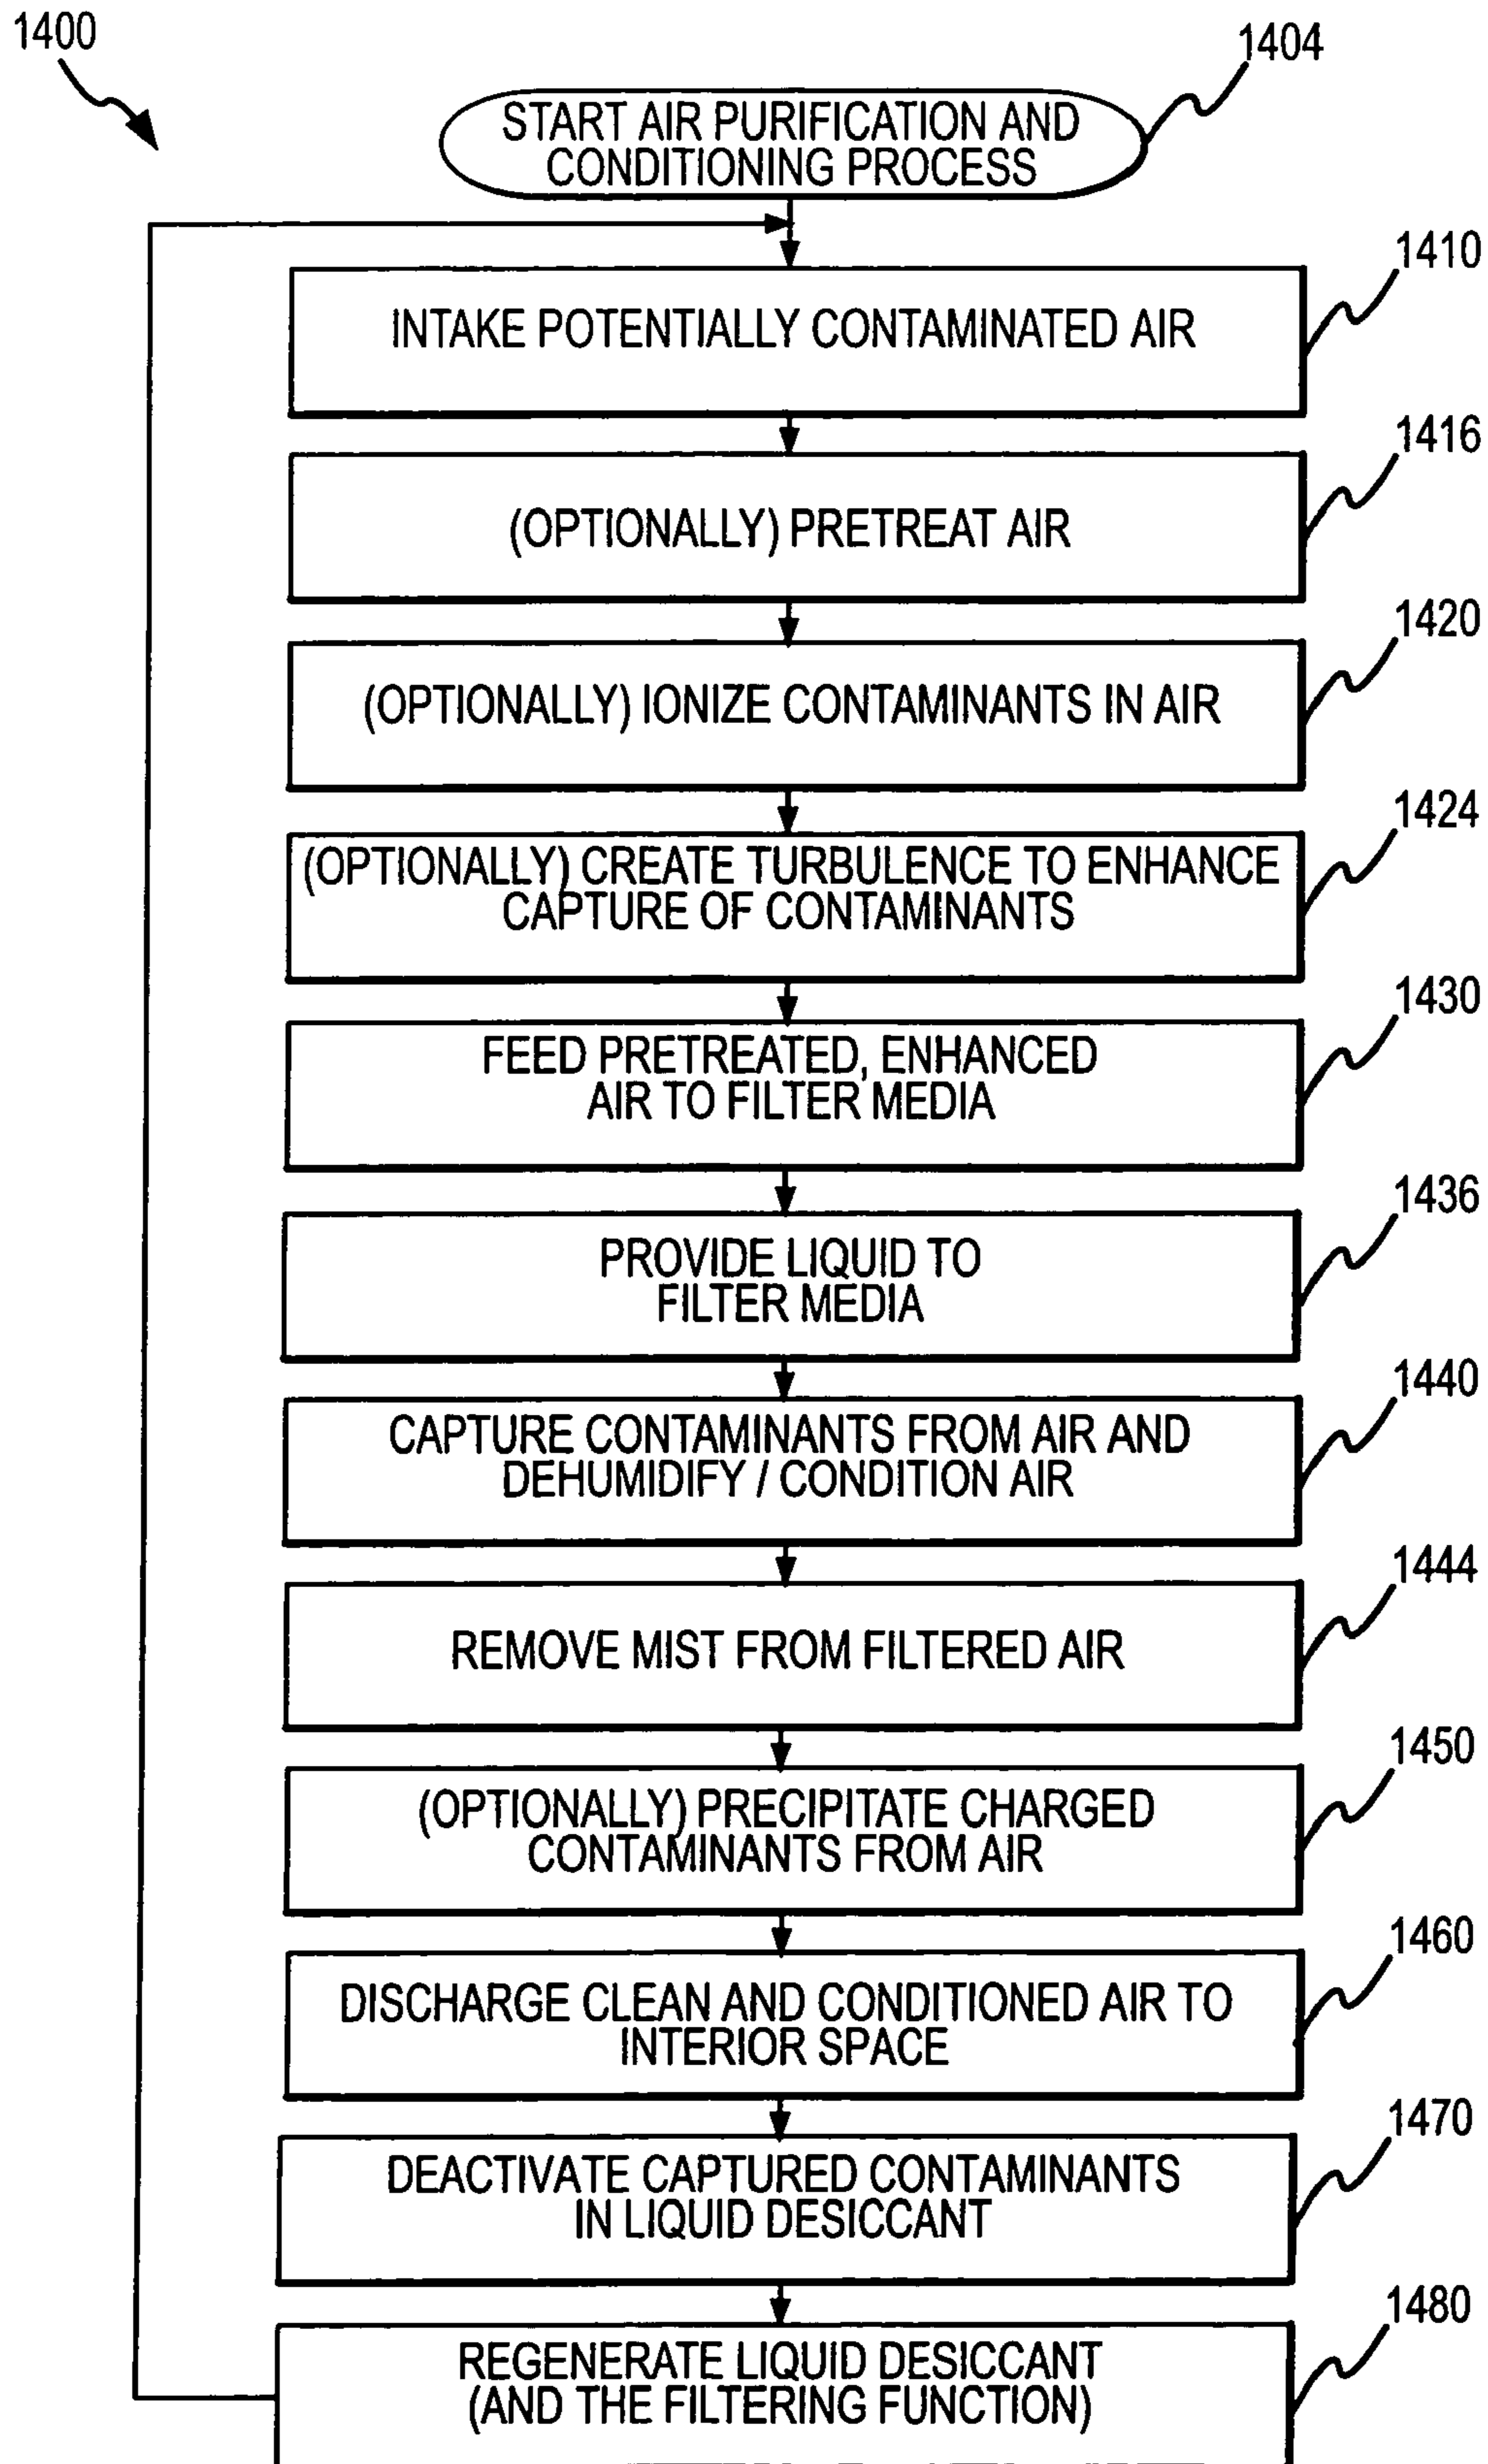 1400
1404
START AIR PURIFICATION AND
CONDITIONING PROCESS
1410
INTAKE POTENTIALLY CONTAMINATED AIR
1416
(OPTIONALLY) PRETREAT AIR
1420
(OPTIONALLY) IONIZE CONTAMINANTS IN AIR
1424
(OPTIONALLY) CREATE TURBULENCE TO ENHANCE
CAPTURE OF CONTAMINANTS
1430
FEED PRETREATED, ENHANCED
AIR TO FILTER MEDIA
1436
PROVIDE LIQUID TO
FILTER MEDIA
1440
CAPTURE CONTAMINANTS FROM AIR AND
DEHUMIDIFY / CONDITION AIR
1444
REMOVE MIST FROM FILTERED AIR
1450
(OPTIONALLY) PRECIPITATE CHARGED
CONTAMINANTS FROM AIR
1460
DISCHARGE CLEAN AND CONDITIONED AIR TO
INTERIOR SPACE
1470
DEACTIVATE CAPTURED CONTAMINANTS
IN LIQUID DESICCANT
1480
REGENERATE LIQUID DESICCANT
(AND THE FILTERING FUNCTION)